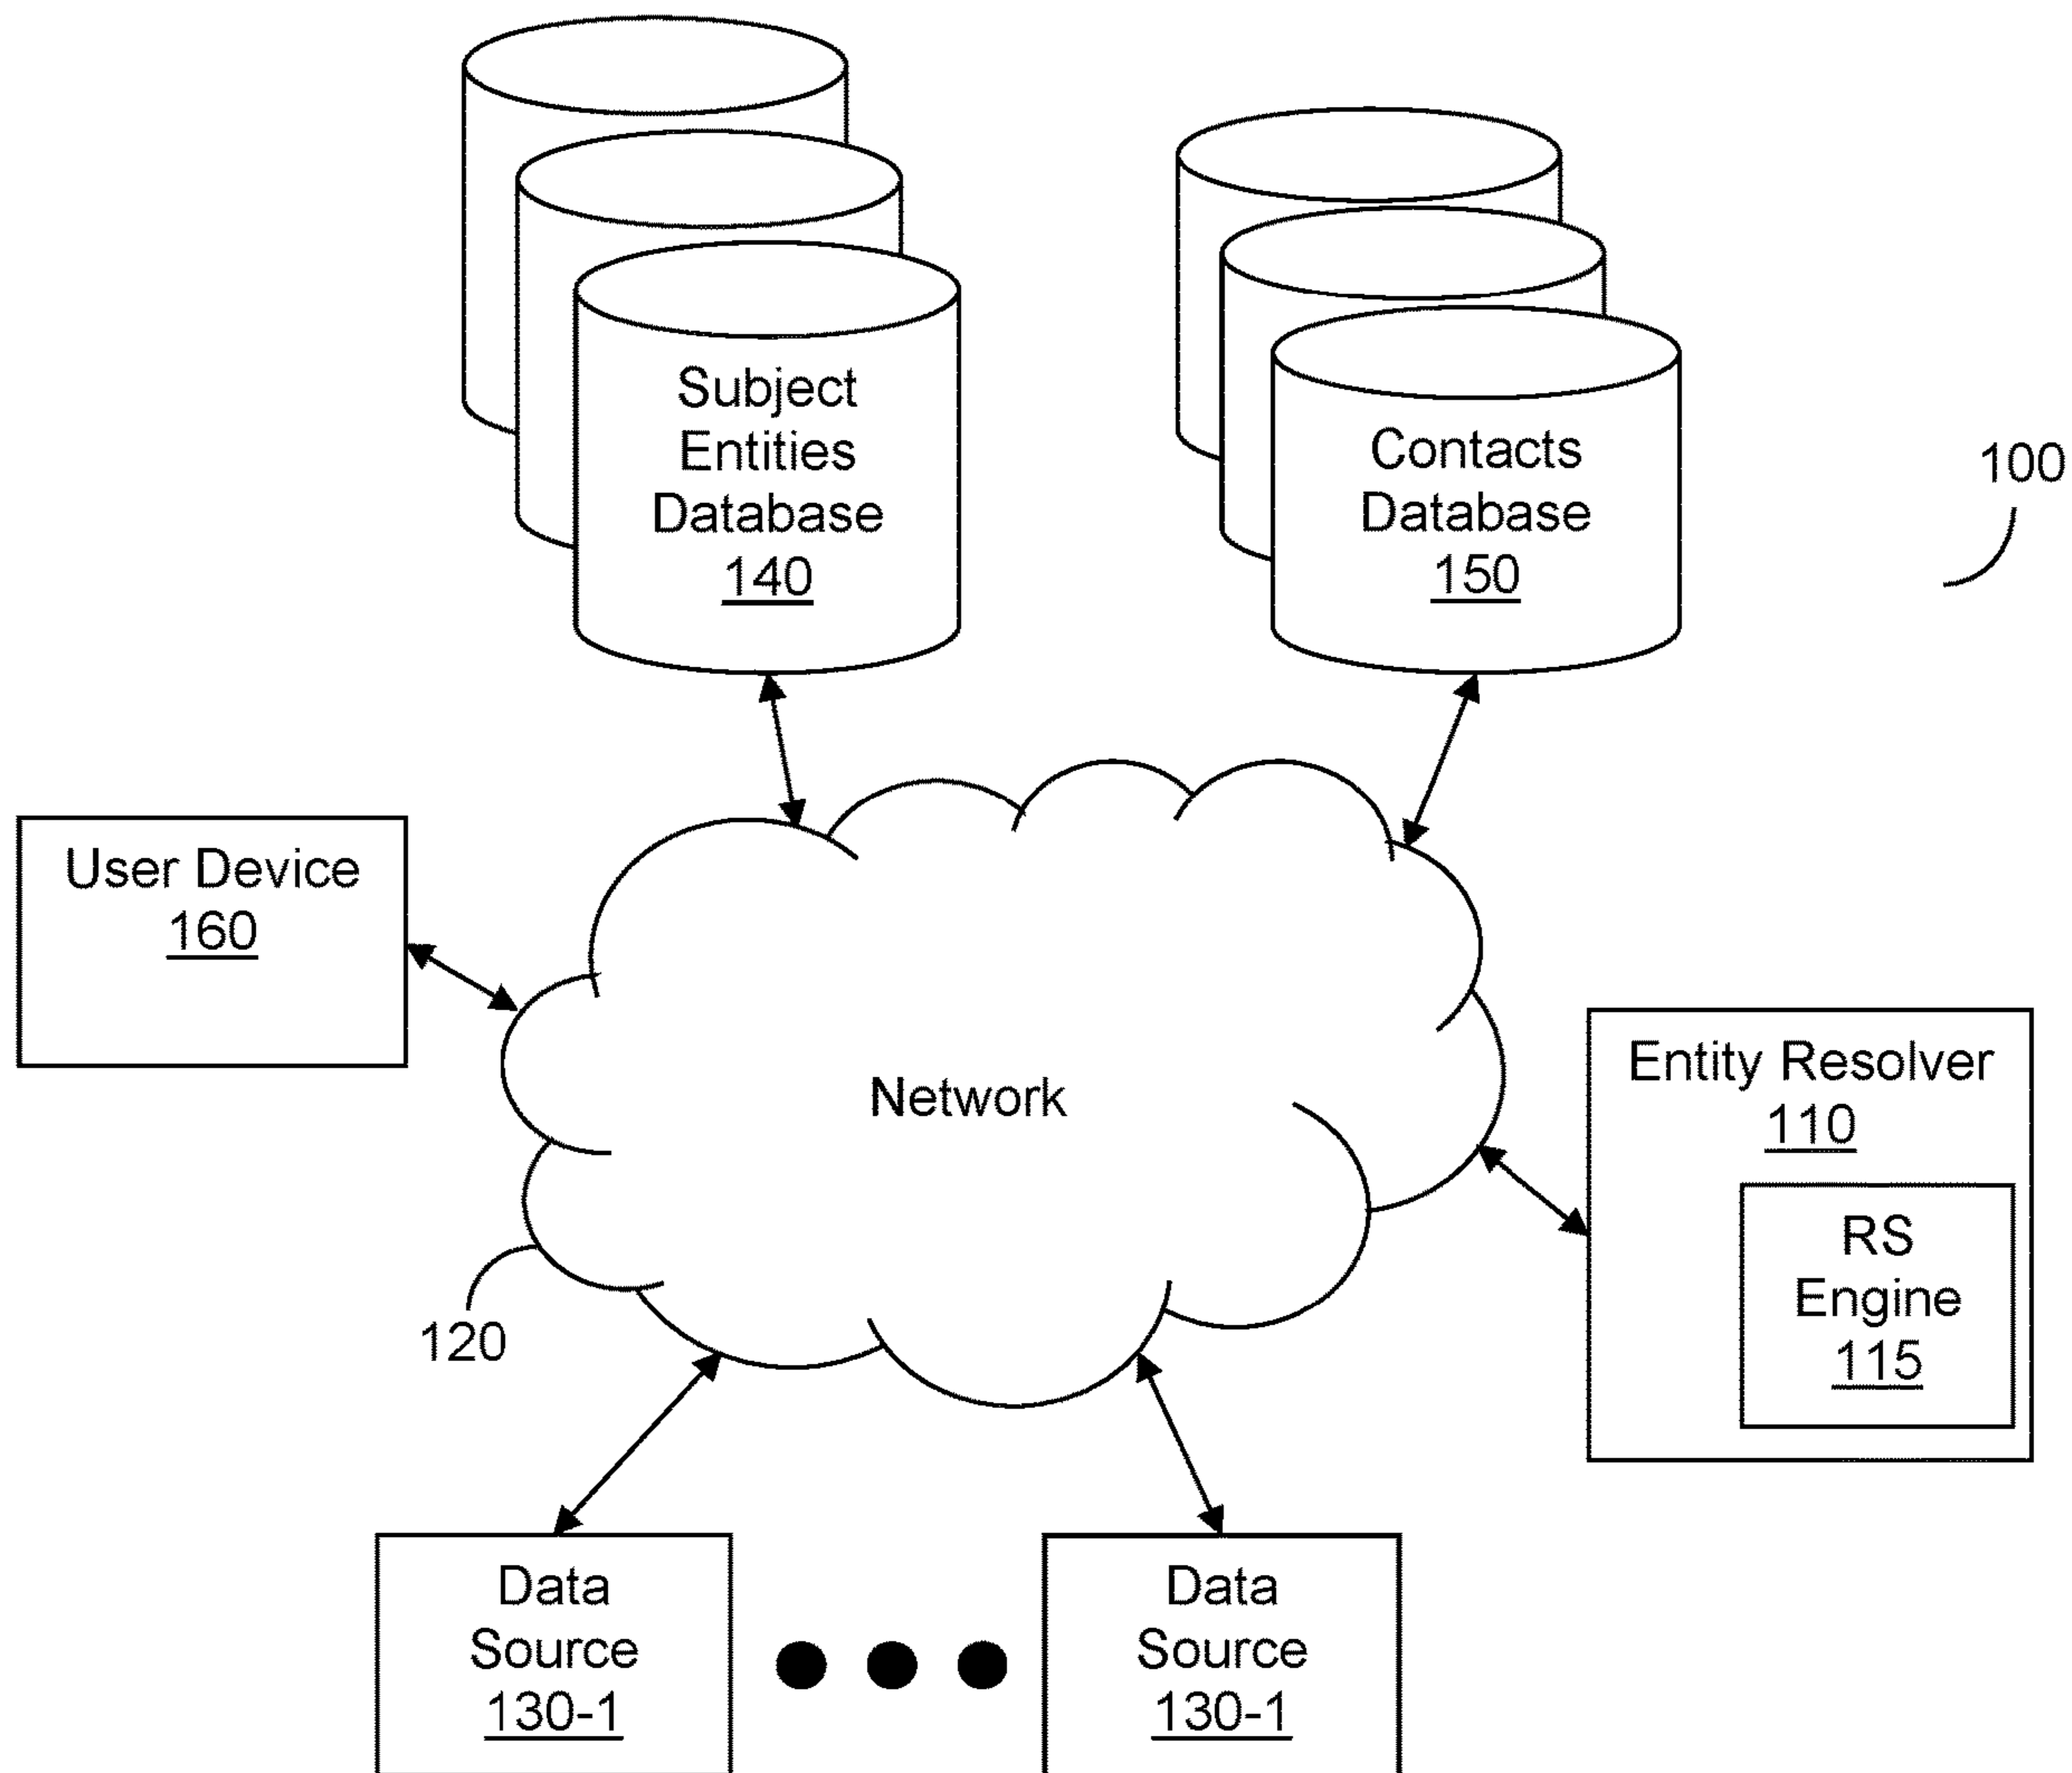 Subject
Entities
Database
140
Contacts
Database
150
100
User Device
160
Network
Entity Resolver
110
RS
Engine
115
120
Data
Source
130-1
Data
Source
130-1